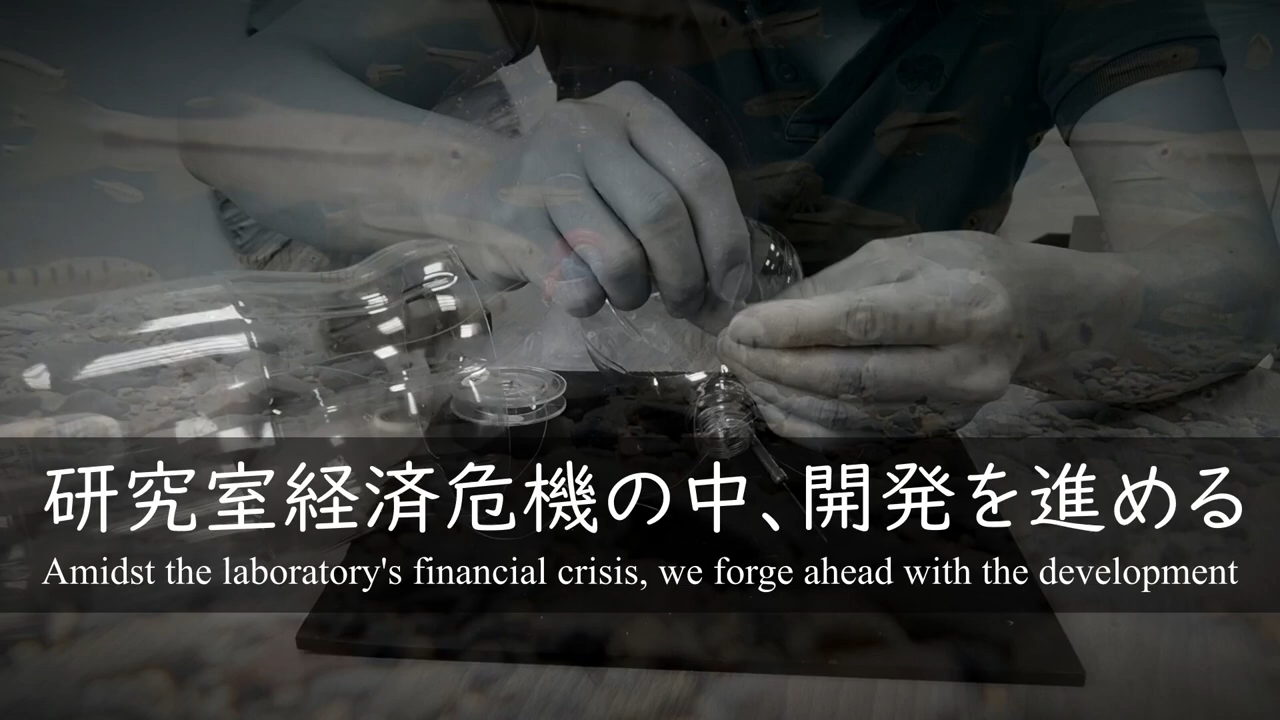 研究室経済危機の中、開発を進める
Amidst the laboratory's financial crisis, we forge ahead with the development